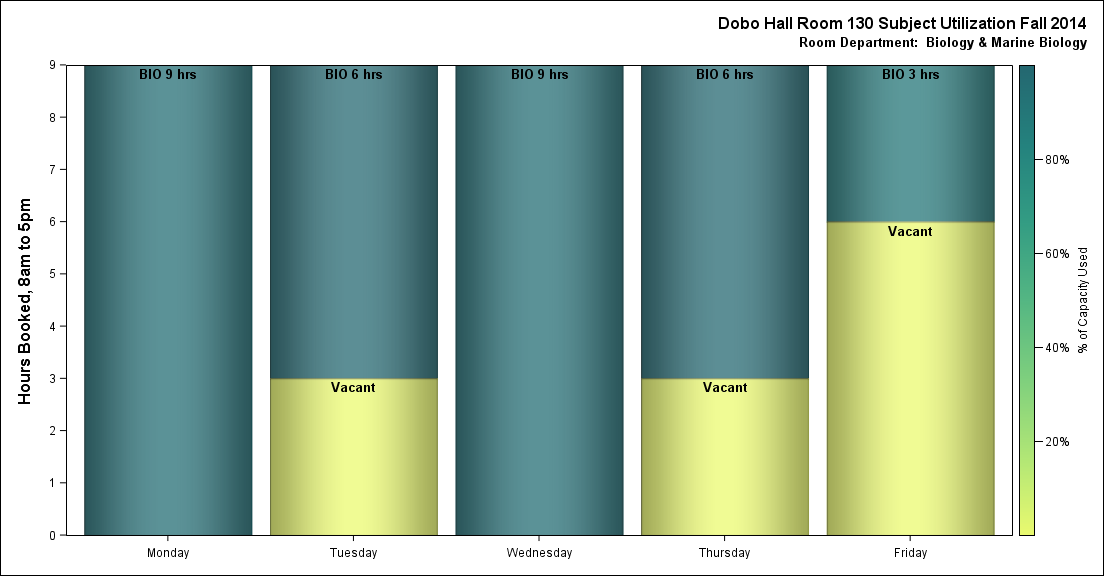 Dobo Hall Room 130 Subject Utilization Fall 2014
Room Department: Biology & Marine Biology
Hours Booked, 8am to 5pm
9
8
7
6
5
4
3
2
1
0
BIO 9 hrs
BIO 6 hrs
BIO 9 hrs
BIO 6 hrs
BIO 3 hrs
Vacant
Vacant
Vacant
Monday
Tuesday
Wednesday
Thursday
Friday
80%
60%
40%
20%
% of Capacity Used